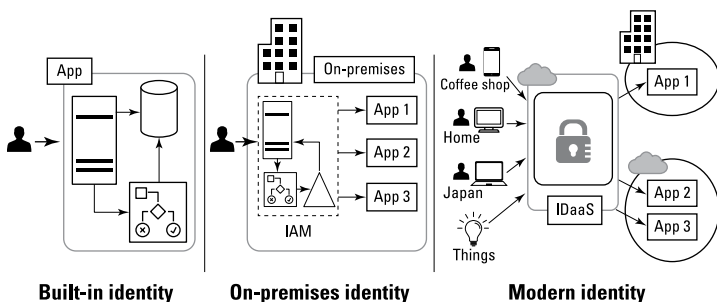 App
Built-in identity
On-premises
App 1
App 2
App 3
IAM
On-premises identity
Coffee shop
Home
Japan
Things
IDaaS
App 1
App 2
App 3
Modern identity